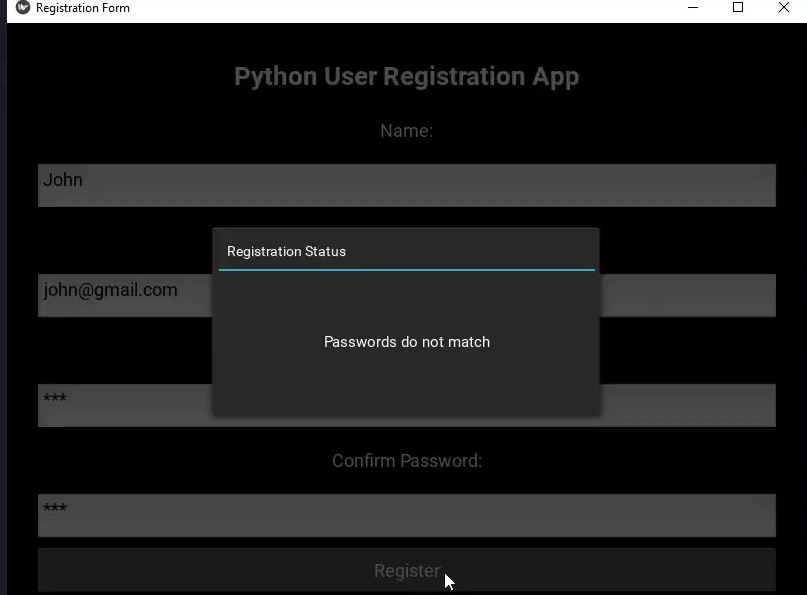 Registration Form
Python User Registration App
Name:
John
Registration Status
john@gmail.com
Passwords do not match
***
Confirm Password:
***
Register